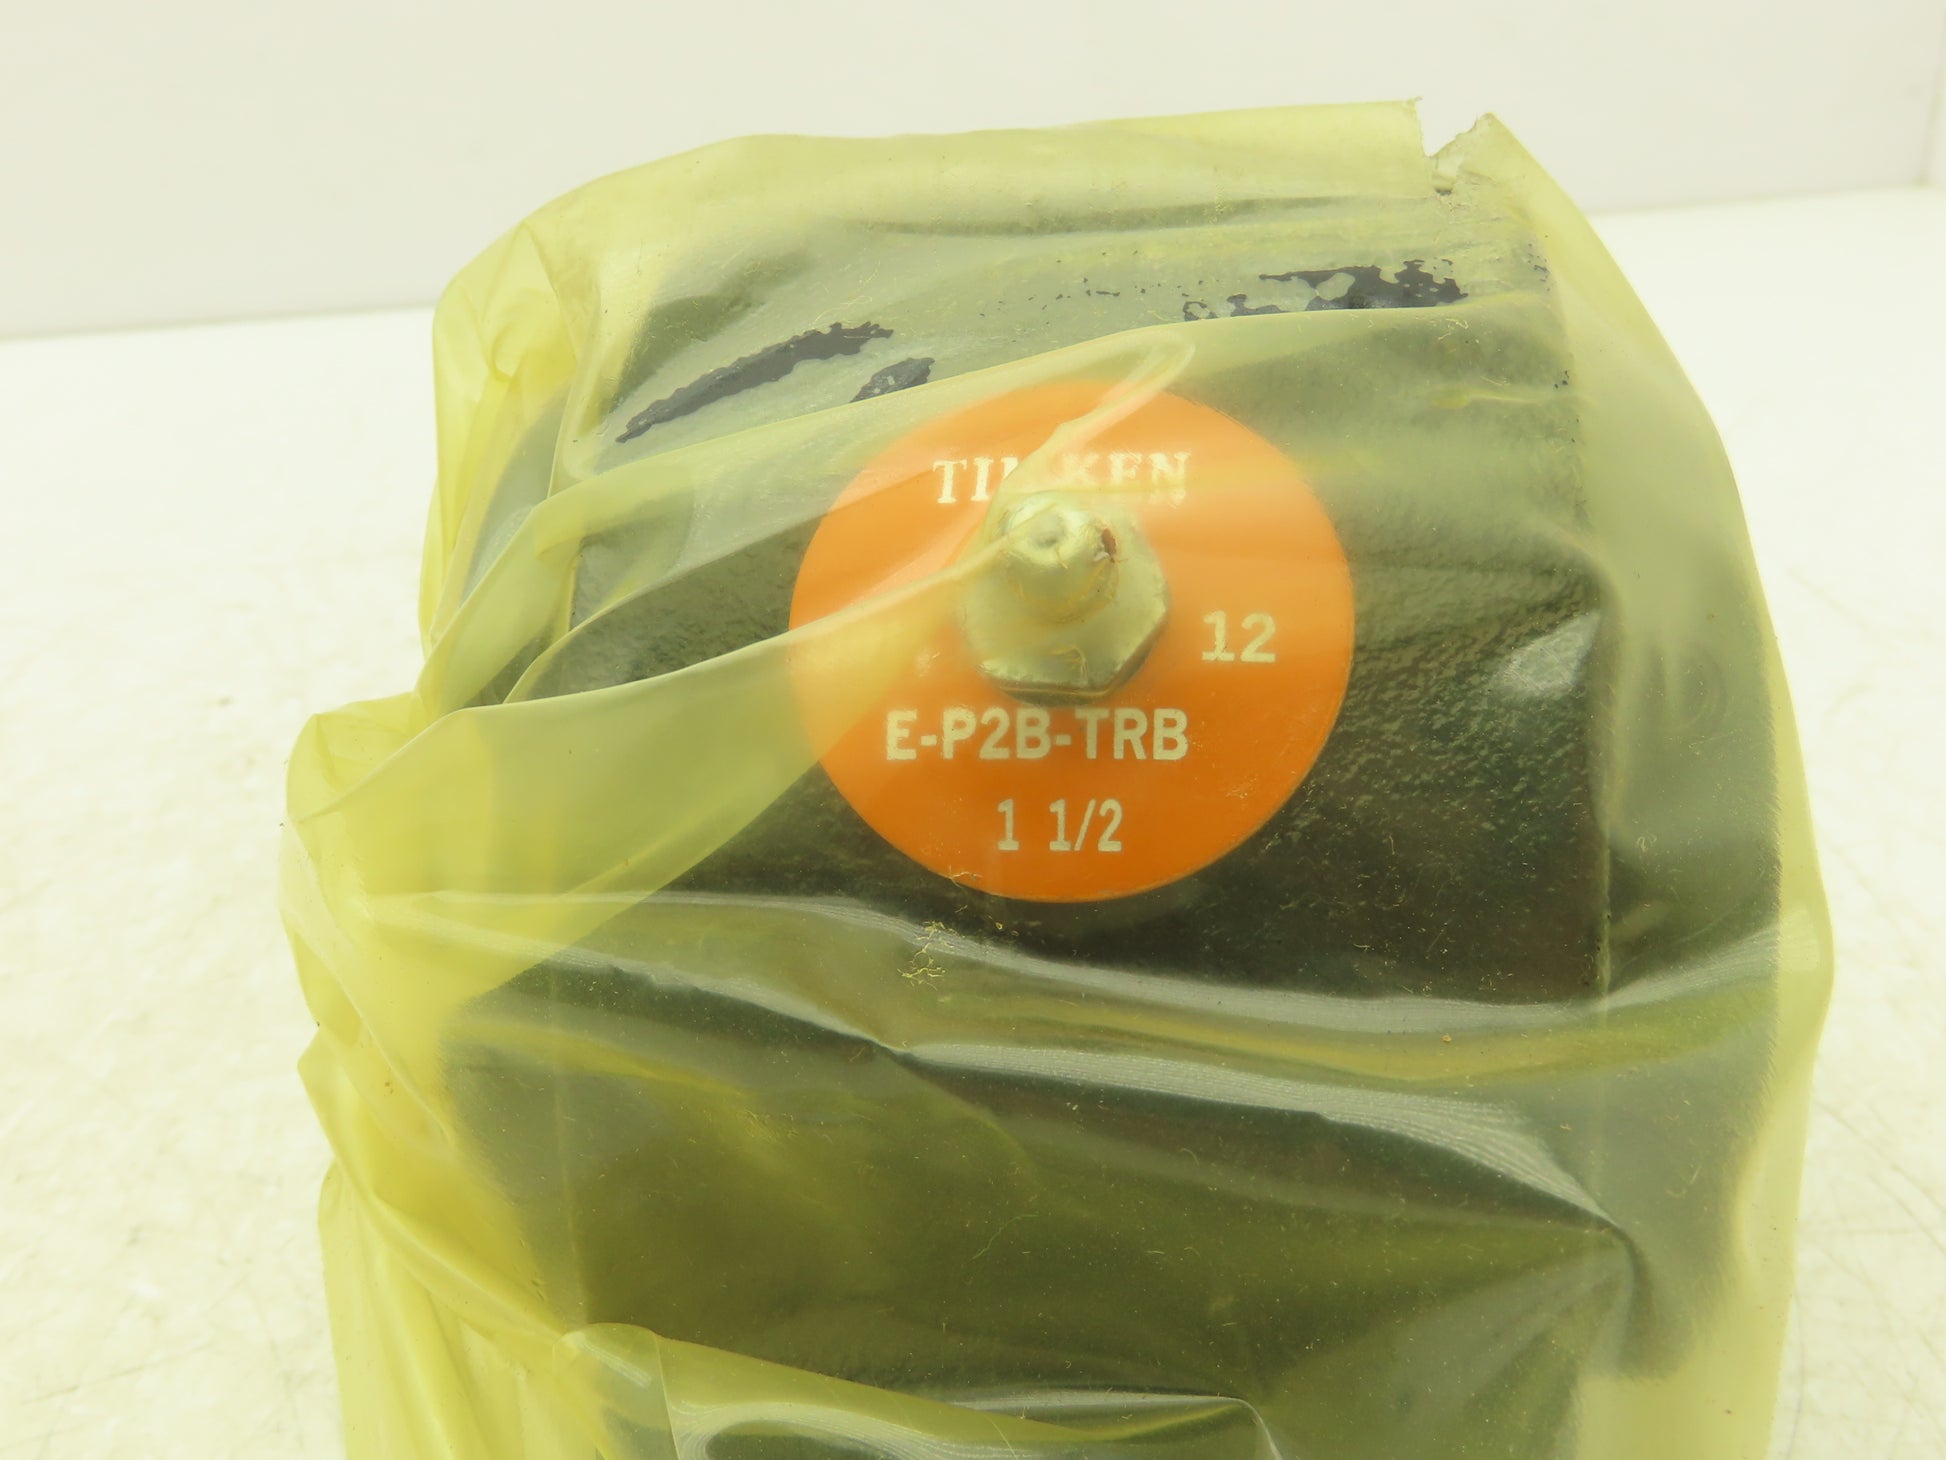 TIMKEN
12
E-P2B-TRB
1 1/2